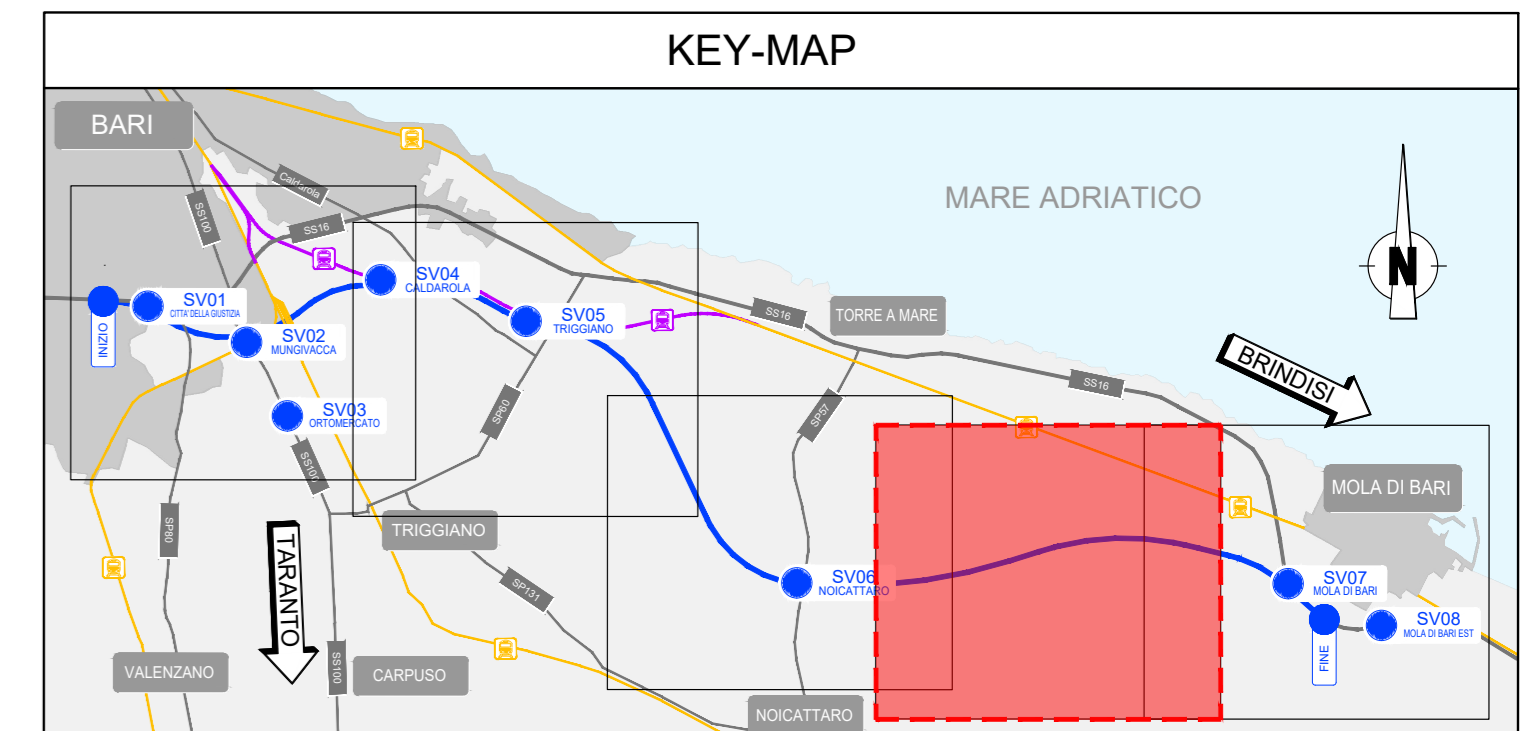 KEY-MAP
BARI
MARE ADRIATICO
Caldarola
SS100
SS16
N
SV04
CALDAROLA
SV01
CITTA' DELLA GIUSTIZIA
INIZIO
SV02
MUNGIVACCA
SV05
TRIGGIANO
SS16
TORRE A MARE
BRINDISI
SS16
SV03
ORTOMERCATO
SP60
SP57
SS100
MOLA DI BARI
SP80
TRIGGIANO
TARANTO
SP131
SV06
NOICATTARO
SV07
MOLA DI BARI
SV08
MOLA DI BARI EST
FINE
VALENZANO
SS100
CARPUSO
NOICATTARO